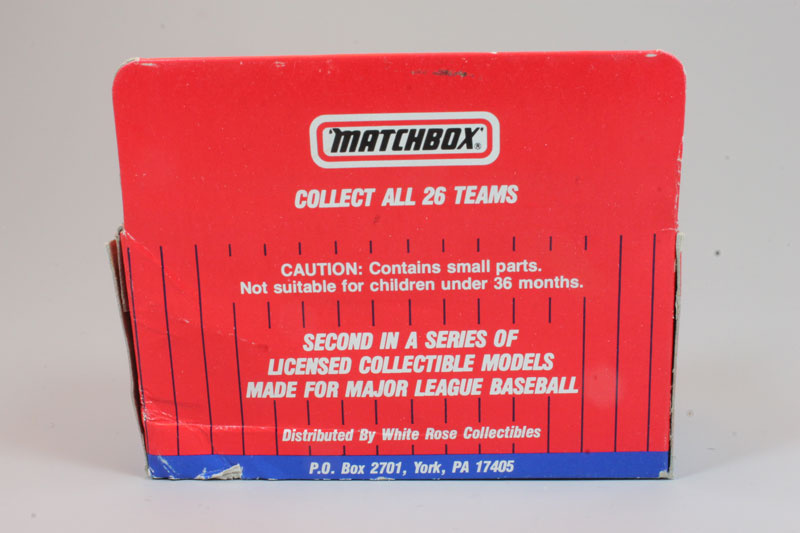 MATCHBOX®
COLLECT ALL 26 TEAMS
CAUTION: Contains small parts.
Not suitable for children under 36 months.
SECOND IN A SERIES OF
LICENSED COLLECTIBLE MODELS
MADE FOR MAJOR LEAGUE BASEBALL
Distributed By White Rose Collectibles
P.O. Box 2701, York, PA 17405